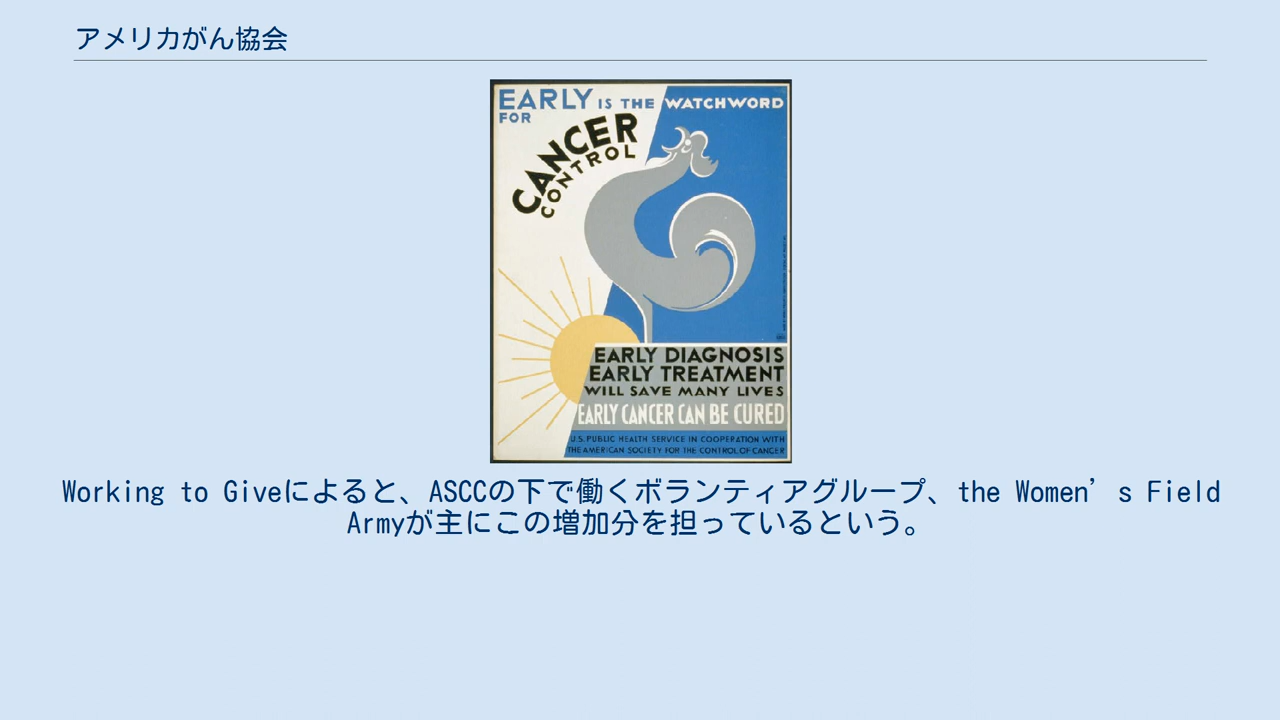 アメリカがん協会
EARLY IS THE WATCHWORD
FOR
CANCER
CONTROL
EARLY DIAGNOSIS
EARLY TREATMENT
WILL SAVE MANY LIVES
EARLY CANCER CAN BE CURED
U.S. PUBLIC HEALTH SERVICE IN COOPERATION WITH
THE AMERICAN SOCIETY FOR THE CONTROL OF CANCER
Working to Giveによると、ASCCの下で働くボランティアグループ、the Women’s Field
Armyが主にこの増加分を担っているという。